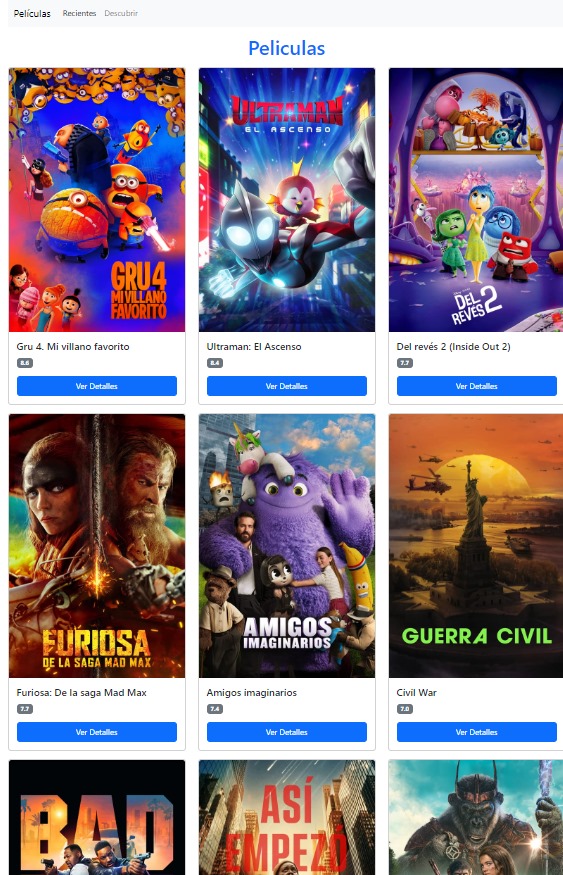 Películas Recientes Descubrir
Peliculas
GRU 4
MI VILLANO
FAVORITO
ULTRAMAN
EL ASCENSO
DEL
REVÉS 2
Gru 4. Mi villano favorito
8.6
Ver Detalles
Ultraman: El Ascenso
8.4
Ver Detalles
Del revés 2 (Inside Out 2)
7.7
Ver Detalles
FURIOSA
DE LA SAGA MAD MAX
AMIGOS
IMAGINARIOS
GUERRA CIVIL
Furiosa: De la saga Mad Max
7.7
Ver Detalles
Amigos imaginarios
7.4
Ver Detalles
Civil War
7.0
Ver Detalles
BAD
ASÍ
EMPEZÓ